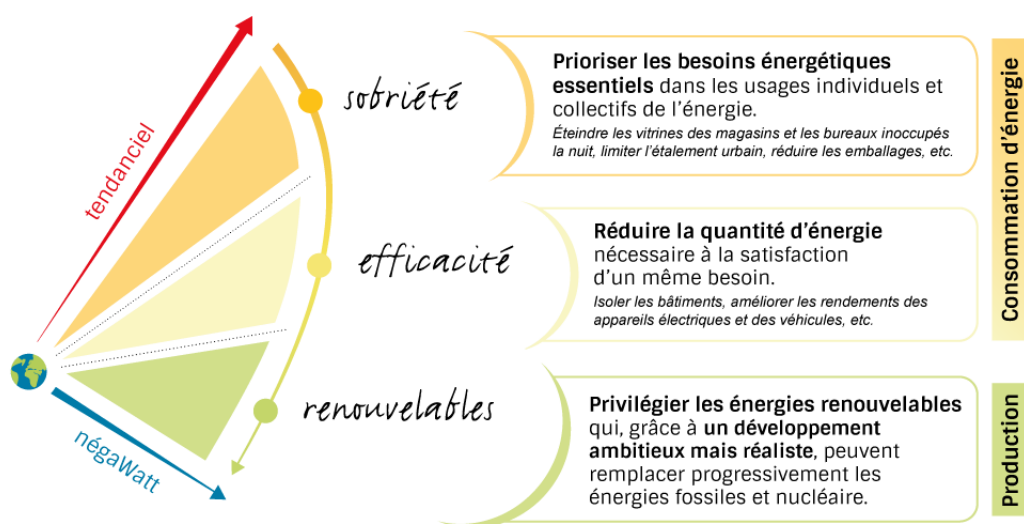 tendanciel
négaWatt
sobriété
Prioriser les besoins énergétiques
essentiels dans les usages individuels et
collectifs de l’énergie.
Éteindre les vitrines des magasins et les bureaux inoccupés
la nuit, limiter l’étalement urbain, réduire les emballages, etc.
efficacité
Réduire la quantité d’énergie
nécessaire à la satisfaction
d’un même besoin.
Isoler les bâtiments, améliorer les rendements des
appareils électriques et des véhicules, etc.
Consommation d’énergie
renouvelables
Privilégier les énergies renouvelables
qui, grâce à un développement
ambitieux mais réaliste, peuvent
remplacer progressivement les
énergies fossiles et nucléaire.
Production